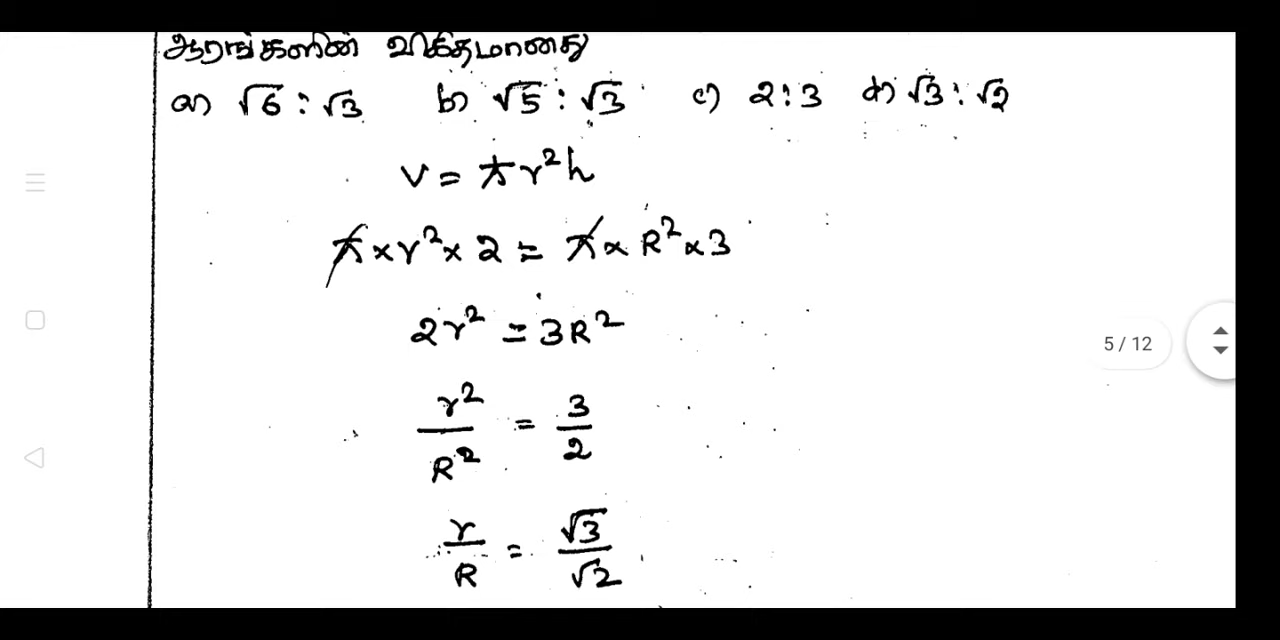 ஆரங்களின் விகிதமானது
a) √6 : √3 b) √5 : √3 c) 2 : 3 d) √3 : √2
V = πr²h
π × r² × 2 = π × R² × 3
2r² = 3R²
r²/R² = 3/2
5 / 12
r/R = √3/√2